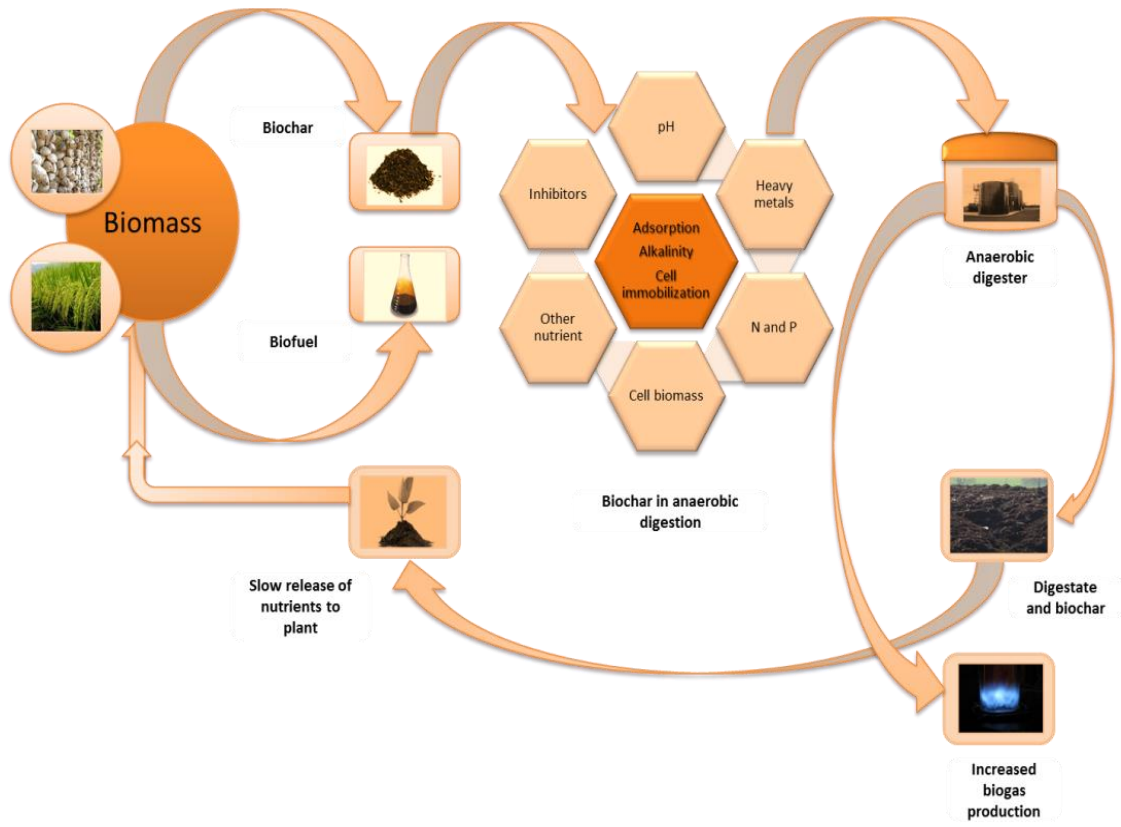 Biomass
Biochar
Biofuel
pH
Inhibitors
Heavy
metals
Adsorption
Alkalinity
Cell
immobilization
Other
nutrient
N and P
Cell biomass
Biochar in anaerobic
digestion
Anaerobic
digester
Digestate
and biochar
Slow release of
nutrients to
plant
Increased
biogas
production